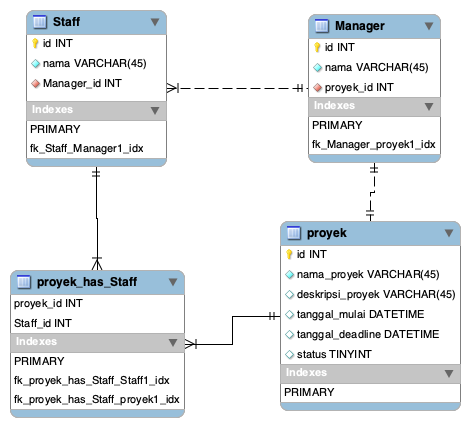 Staff
id INT
nama VARCHAR(45)
Manager_id INT
Indexes
PRIMARY
fk_Staff_Manager1_idx
Manager
id INT
nama VARCHAR(45)
proyek_id INT
Indexes
PRIMARY
fk_Manager_proyek1_idx
proyek_has_Staff
proyek_id INT
Staff_id INT
Indexes
PRIMARY
fk_proyek_has_Staff_Staff1_idx
fk_proyek_has_Staff_proyek1_idx
proyek
id INT
nama_proyek VARCHAR(45)
deskripsi_proyek VARCHAR(45)
tanggal_mulai DATETIME
tanggal_deadline DATETIME
status TINYINT
Indexes
PRIMARY